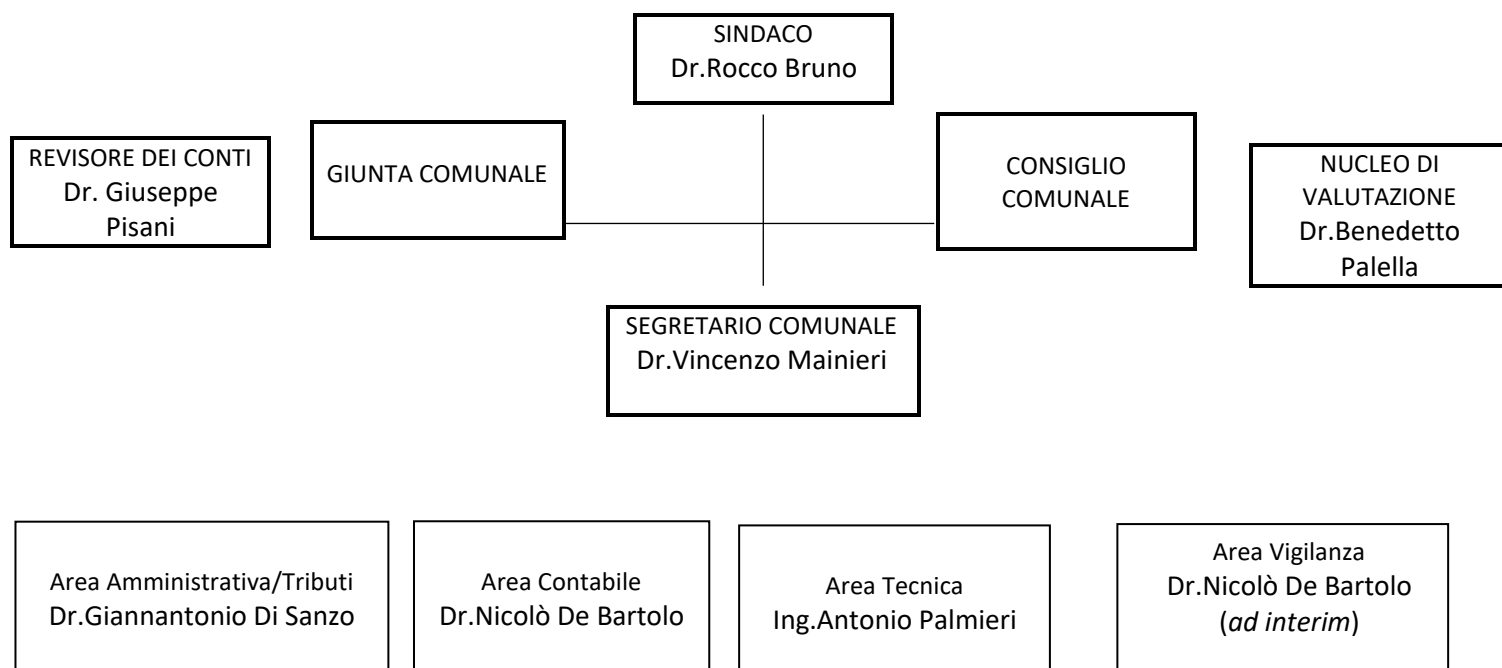 SINDACO
Dr.Rocco Bruno
REVISORE DEI CONTI
Dr. Giuseppe
Pisani
GIUNTA COMUNALE
CONSIGLIO
COMUNALE
NUCLEO DI
VALUTAZIONE
Dr.Benedetto
Palella
SEGRETARIO COMUNALE
Dr.Vincenzo Mainieri
Area Amministrativa/Tributi
Dr.Giannantonio Di Sanzo
Area Contabile
Dr.Nicolò De Bartolo
Area Tecnica
Ing.Antonio Palmieri
Area Vigilanza
Dr.Nicolò De Bartolo
(ad interim)